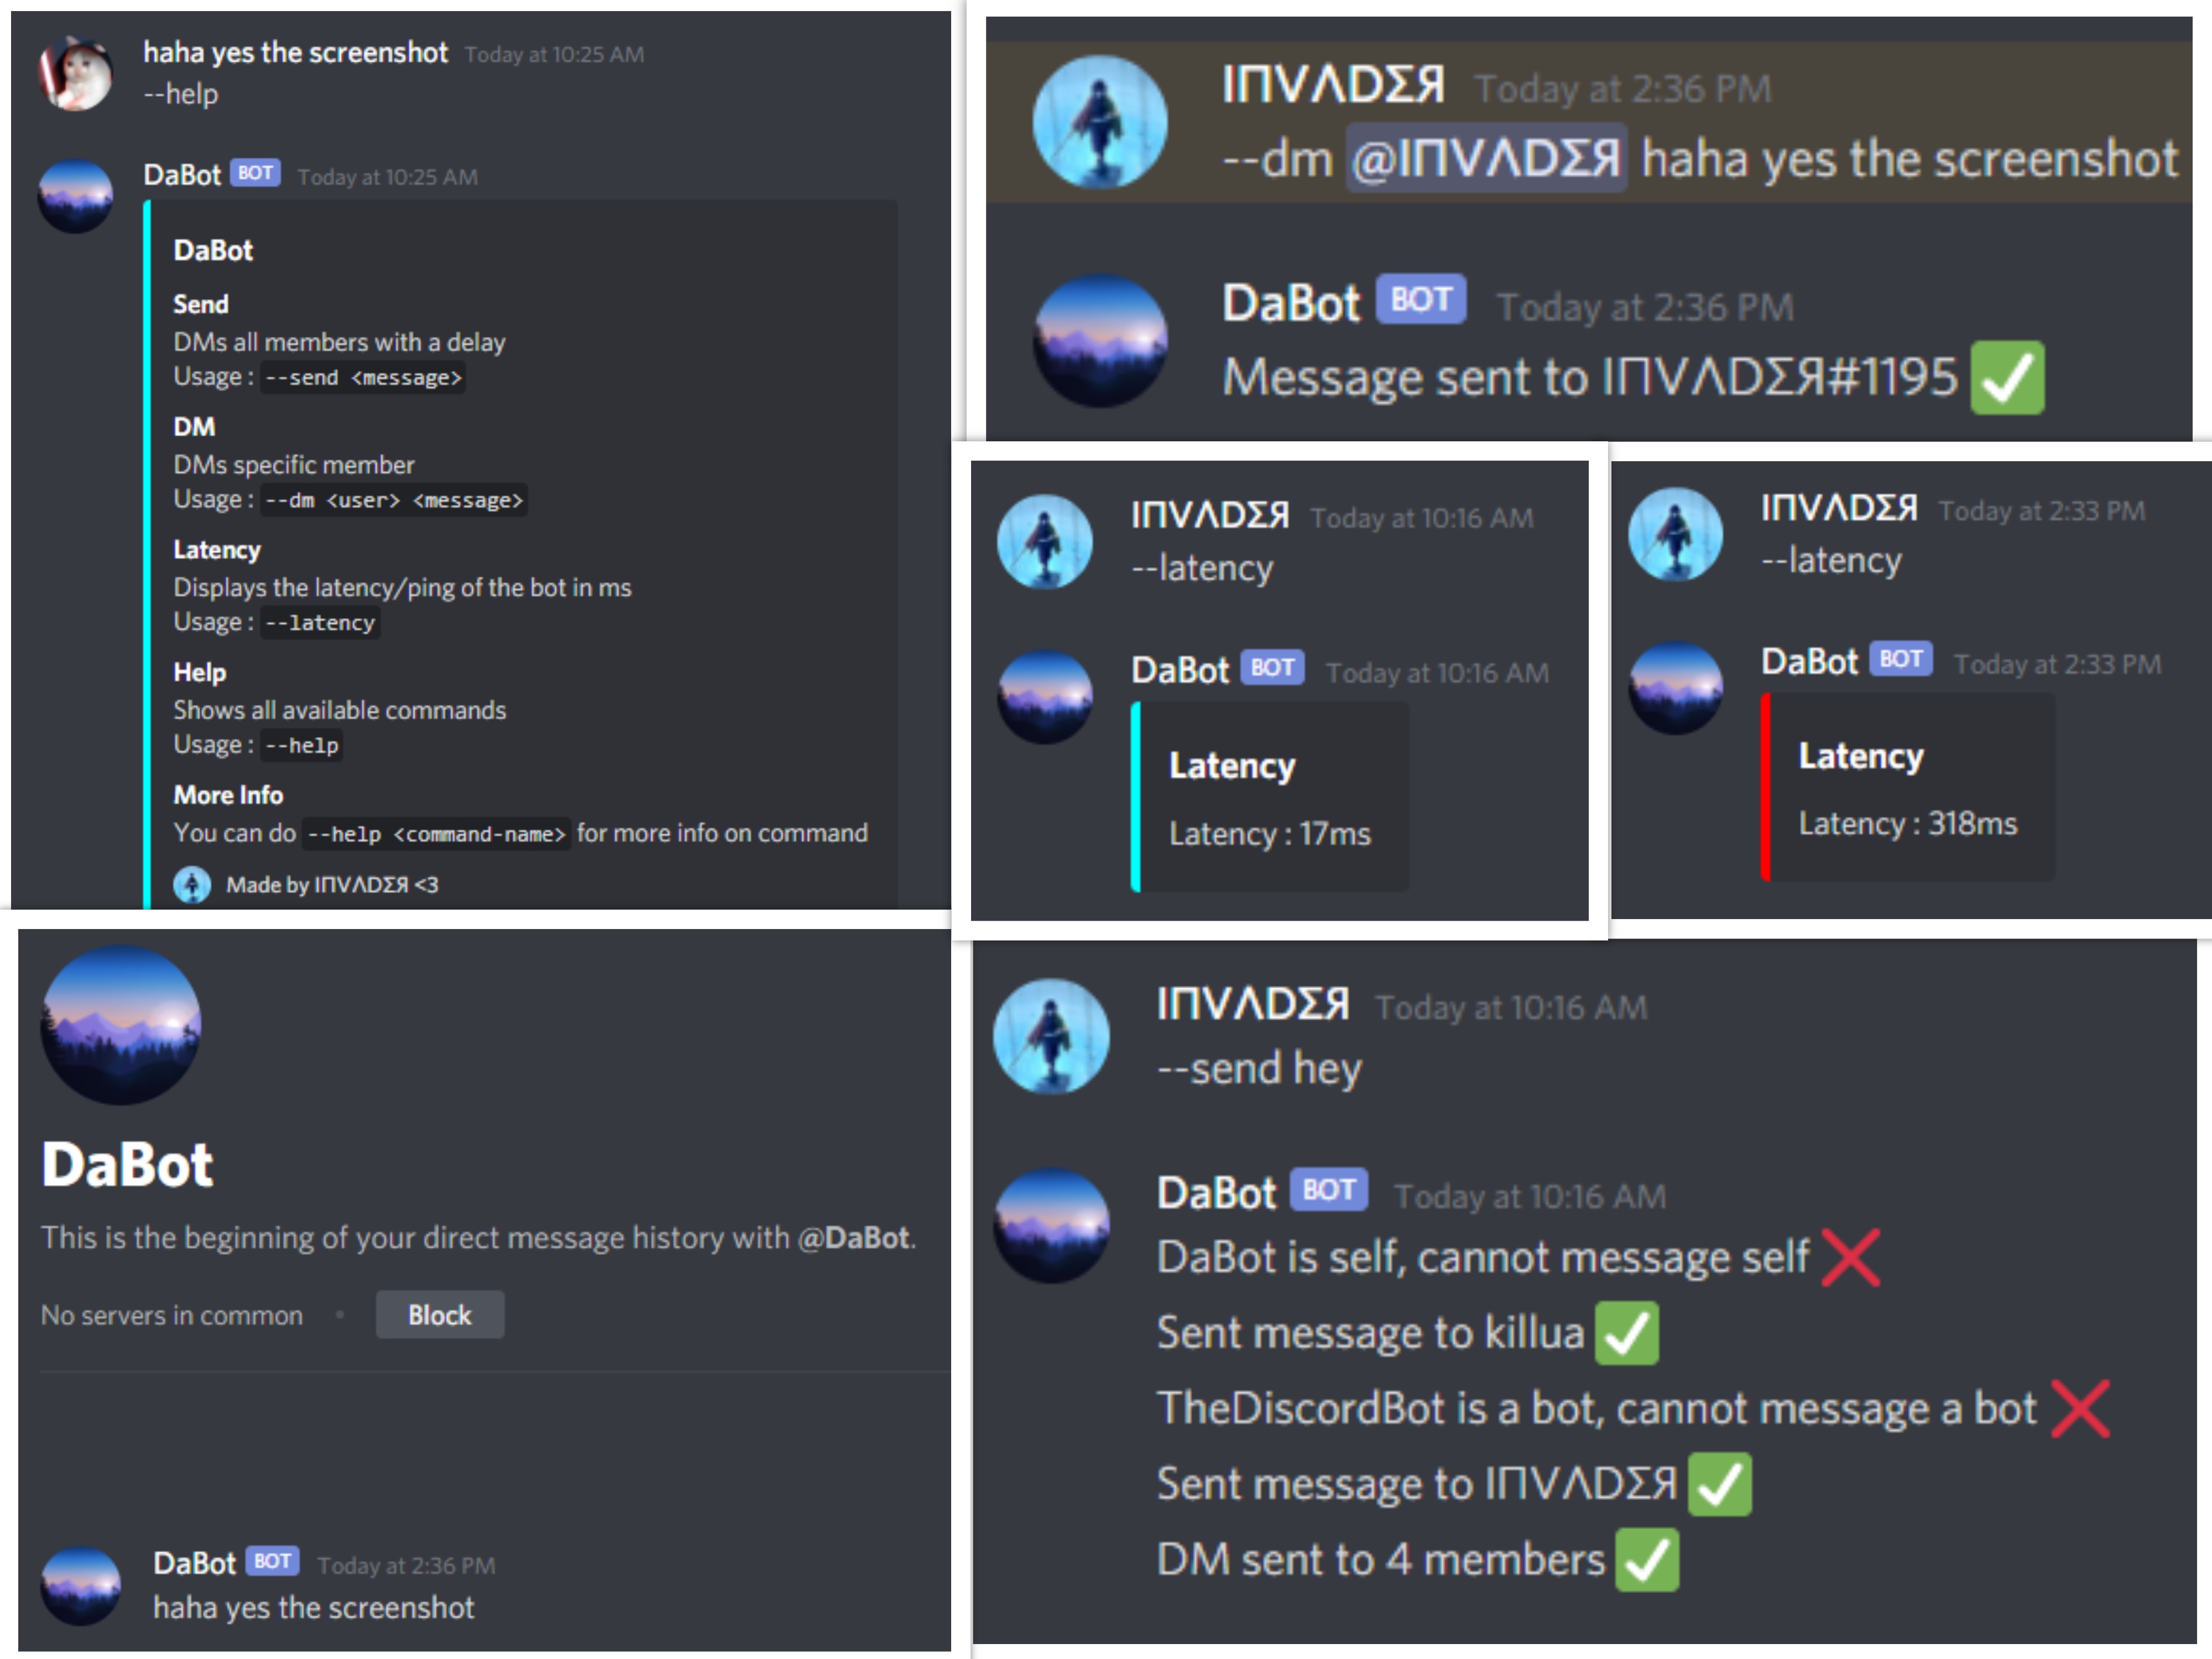 haha yes the screenshot Today at 10:25 AM
--help
DaBot BOT Today at 10:25 AM
DaBot
Send
DMs all members with a delay
Usage : --send <message>
DM
DMs specific member
Usage : --dm <user> <message>
Latency
Displays the latency/ping of the bot in ms
Usage : --latency
Help
Shows all available commands
Usage : --help
More Info
You can do --help <command-name> for more info on command
Made by IПVΛDΣЯ <3
IПVΛDΣЯ Today at 2:36 PM
--dm @IПVΛDΣЯ haha yes the screenshot
DaBot BOT Today at 2:36 PM
Message sent to IПVΛDΣЯ#1195 ✅
IПVΛDΣЯ Today at 10:16 AM
--latency
DaBot BOT Today at 10:16 AM
Latency
Latency : 17ms
IПVΛDΣЯ Today at 2:33 PM
--latency
DaBot BOT Today at 2:33 PM
Latency
Latency : 318ms
DaBot
This is the beginning of your direct message history with @DaBot.
No servers in common • Block
DaBot BOT Today at 2:36 PM
haha yes the screenshot
IПVΛDΣЯ Today at 10:16 AM
--send hey
DaBot BOT Today at 10:16 AM
DaBot is self, cannot message self ❌
Sent message to killua ✅
TheDiscordBot is a bot, cannot message a bot ❌
Sent message to IПVΛDΣЯ ✅
DM sent to 4 members ✅